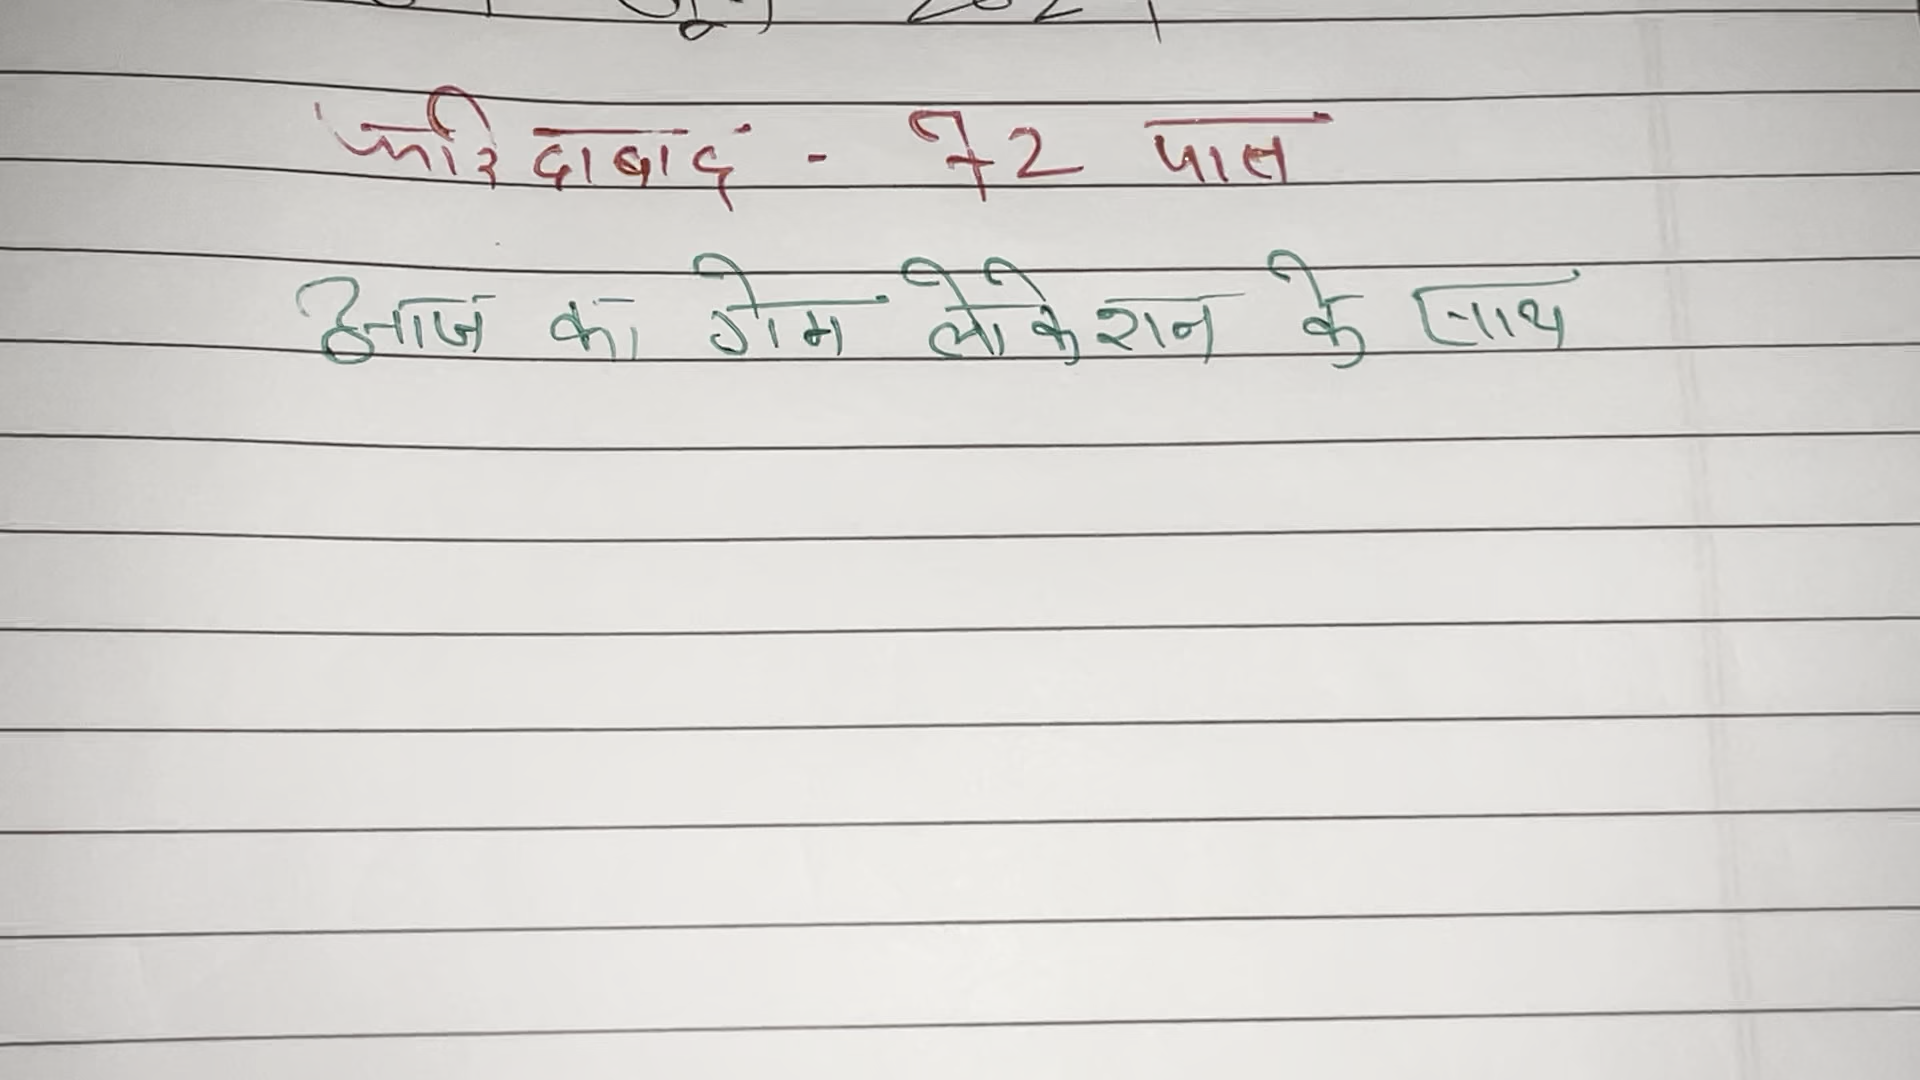 फरिदाबाद - 72 पास
आज का गेम लोकेशन के साथ